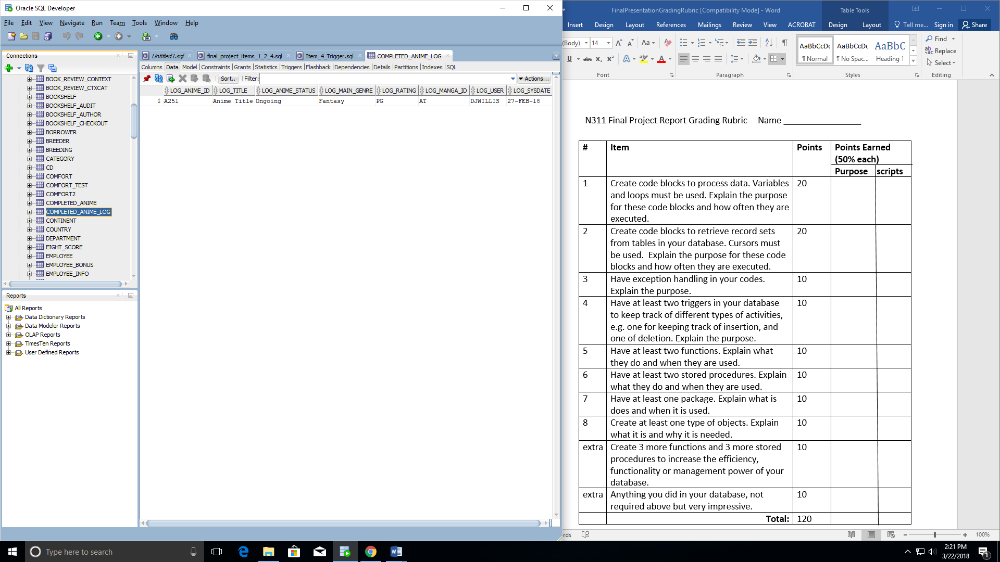 Oracle SQL Developer
File Edit View Navigate Run Team Tools Window Help
Connections
BOOK_REVIEW_CONTEXT
BOOK_REVIEW_CTXCAT
BOOKSHELF
BOOKSHELF_AUDIT
BOOKSHELF_AUTHOR
BOOKSHELF_CHECKOUT
BORROWER
BREEDER
BREEDING
CATEGORY
CD
COMFORT
COMFORT_TEST
COMFORT2
COMPLETED_ANIME
COMPLETED_ANIME_LOG
CONTINENT
COUNTRY
DEPARTMENT
EIGHT_SCORE
EMPLOYEE
EMPLOYEE_BONUS
EMPLOYEE_INFO
Reports
All Reports
Data Dictionary Reports
Data Modeler Reports
OLAP Reports
TimesTen Reports
User Defined Reports
Untitled1.sql final_project_items_1_2_4.sql Item_4_Trigger.sql COMPLETED_ANIME_LOG
Columns Data Model Constraints Grants Statistics Triggers Flashback Dependencies Details Partitions Indexes SQL
Sort.. Filter: Actions...
LOG_ANIME_ID LOG_TITLE LOG_ANIME_STATUS LOG_MAIN_GENRE LOG_RATING LOG_MANGA_ID LOG_USER LOG_SYSDATE
1 A251 Anime Title Ongoing Fantasy PG AT DJWILLIS 27-FEB-18
FinalPresentationGradingRubric [Compatibility Mode] - Word
Table Tools
Insert Design Layout References Mailings Review View ACROBAT Design Layout Tell me... Sign in Share
(Body) 14 Aa
U abc x₂ x² A ab A
Font Paragraph Styles Editing
AaBbCcDc AaBbCcDc AaBbC
¶ Normal ¶ No Spac... Heading 1
Find
Replace
Select
N311 Final Project Report Grading Rubric Name _________________
# Item Points Points Earned
(50% each)
Purpose scripts
1 Create code blocks to process data. Variables 20
and loops must be used. Explain the purpose
for these code blocks and how often they are
executed.
2 Create code blocks to retrieve record sets 20
from tables in your database. Cursors must
be used. Explain the purpose for these code
blocks and how often they are executed.
3 Have exception handling in your codes. 10
Explain the purpose.
4 Have at least two triggers in your database 10
to keep track of different types of activities,
e.g. one for keeping track of insertion, and
one of deletion. Explain the purpose.
5 Have at least two functions. Explain what 10
they do and when they are used.
6 Have at least two stored procedures. Explain 10
what they do and when they are used.
7 Have at least one package. Explain what is 10
does and when it is used.
8 Create at least one type of objects. Explain 10
what it is and why it is needed.
extra Create 3 more functions and 3 more stored 10
procedures to increase the efficiency,
functionality or management power of your
database.
extra Anything you did in your database, not 10
required above but very impressive.
Total: 120
rds
100%
Type here to search
2:21 PM
3/22/2018
1